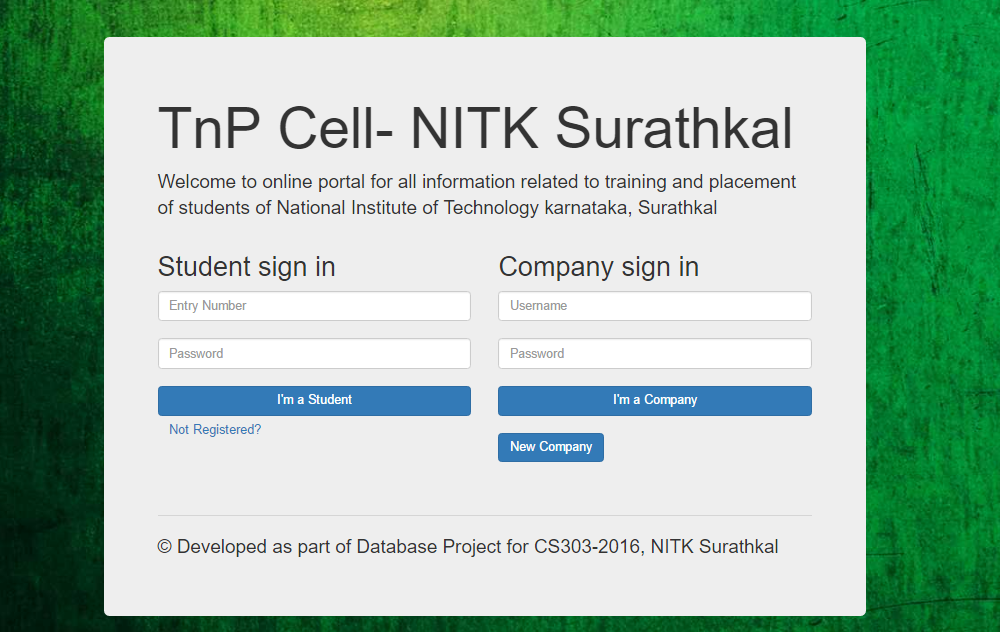 TnP Cell- NITK Surathkal
Welcome to online portal for all information related to training and placement
of students of National Institute of Technology karnataka, Surathkal
Student sign in
Entry Number
Password
I'm a Student
Not Registered?
Company sign in
Username
Password
I'm a Company
New Company
© Developed as part of Database Project for CS303-2016, NITK Surathkal